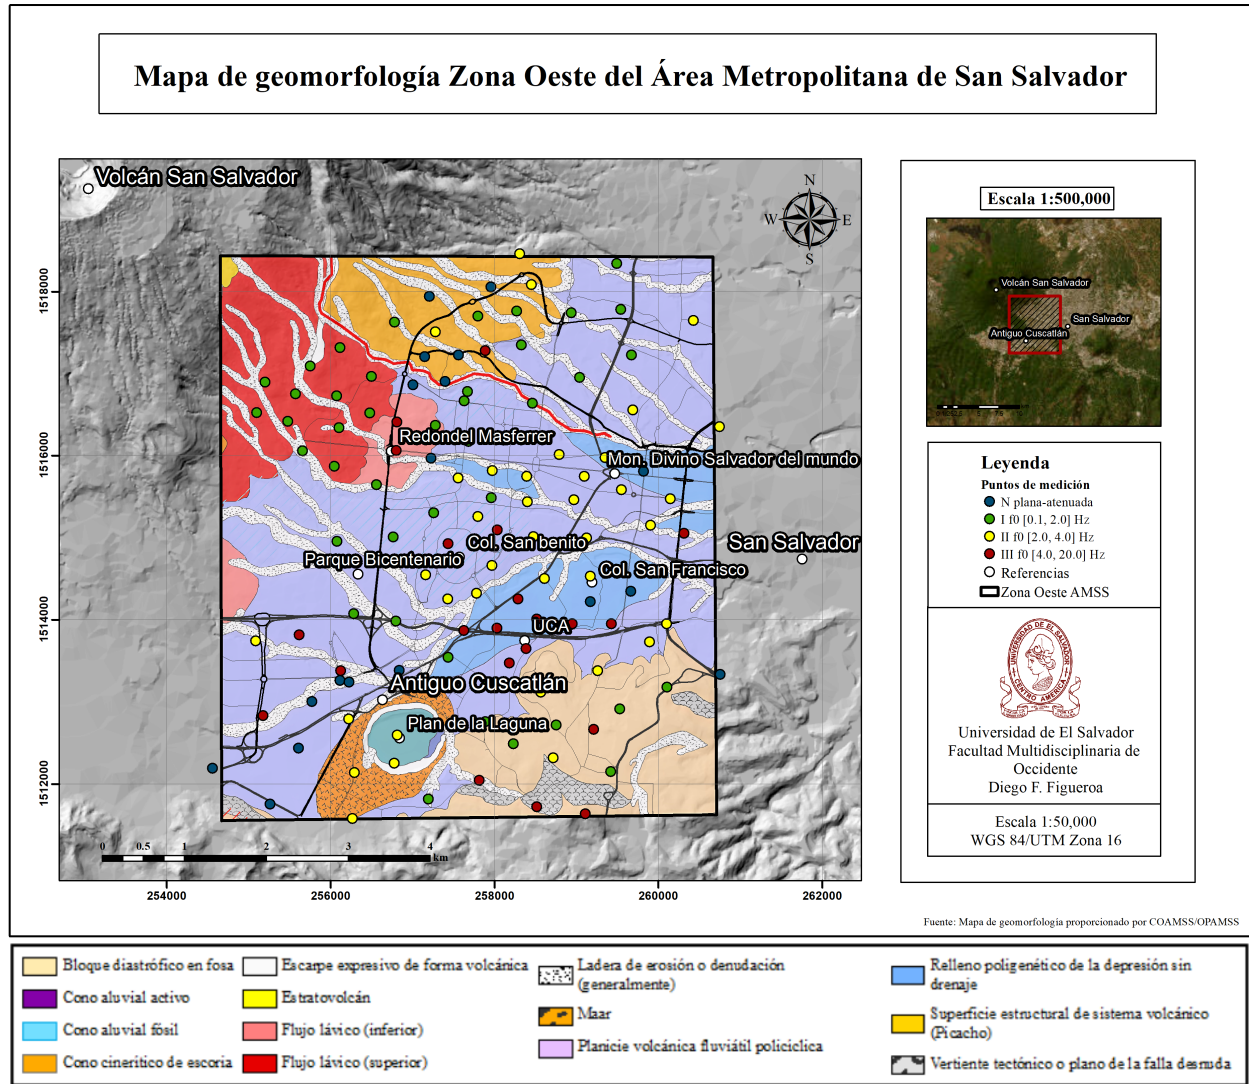 Mapa de geomorfología Zona Oeste del Área Metropolitana de San Salvador
Volcán San Salvador
N
W
E
S
1518000
1516000
1514000
1512000
Redondel Masferrer
Mon. Divino Salvador del mundo
Col. San benito
San Salvador
Parque Bicentenario
Col. San Francisco
UCA
Antiguo Cuscatlán
Plan de la Laguna
0 0.5 1 2 3 4
km
254000 256000 258000 260000 262000
Escala 1:500,000
Volcán San Salvador
San Salvador
Antiguo Cuscatlán
Leyenda
Puntos de medición
N plana-atenuada
I f0 [0.1, 2.0] Hz
II f0 [2.0, 4.0] Hz
III f0 [4.0, 20.0] Hz
Referencias
Zona Oeste AMSS
UNIVERSIDAD DE EL SALVADOR
CENTRO AMERICA
Universidad de El Salvador
Facultad Multidisciplinaria de
Occidente
Diego F. Figueroa
Escala 1:50,000
WGS 84/UTM Zona 16
Fuente: Mapa de geomorfología proporcionado por COAMSS/OPAMSS
Bloque diastrófico en fosa
Cono aluvial activo
Cono aluvial fósil
Cono cinerítico de escoria
Escarpe expresivo de forma volcánica
Estratovolcán
Flujo lávico (inferior)
Flujo lávico (superior)
Ladera de erosión o denudación
(generalmente)
Maar
Planicie volcánica fluviátil policiclica
Relleno poligenético de la depresión sin
drenaje
Superficie estructural de sistema volcánico
(Picacho)
Vertiente tectónico o plano de la falla desnuda